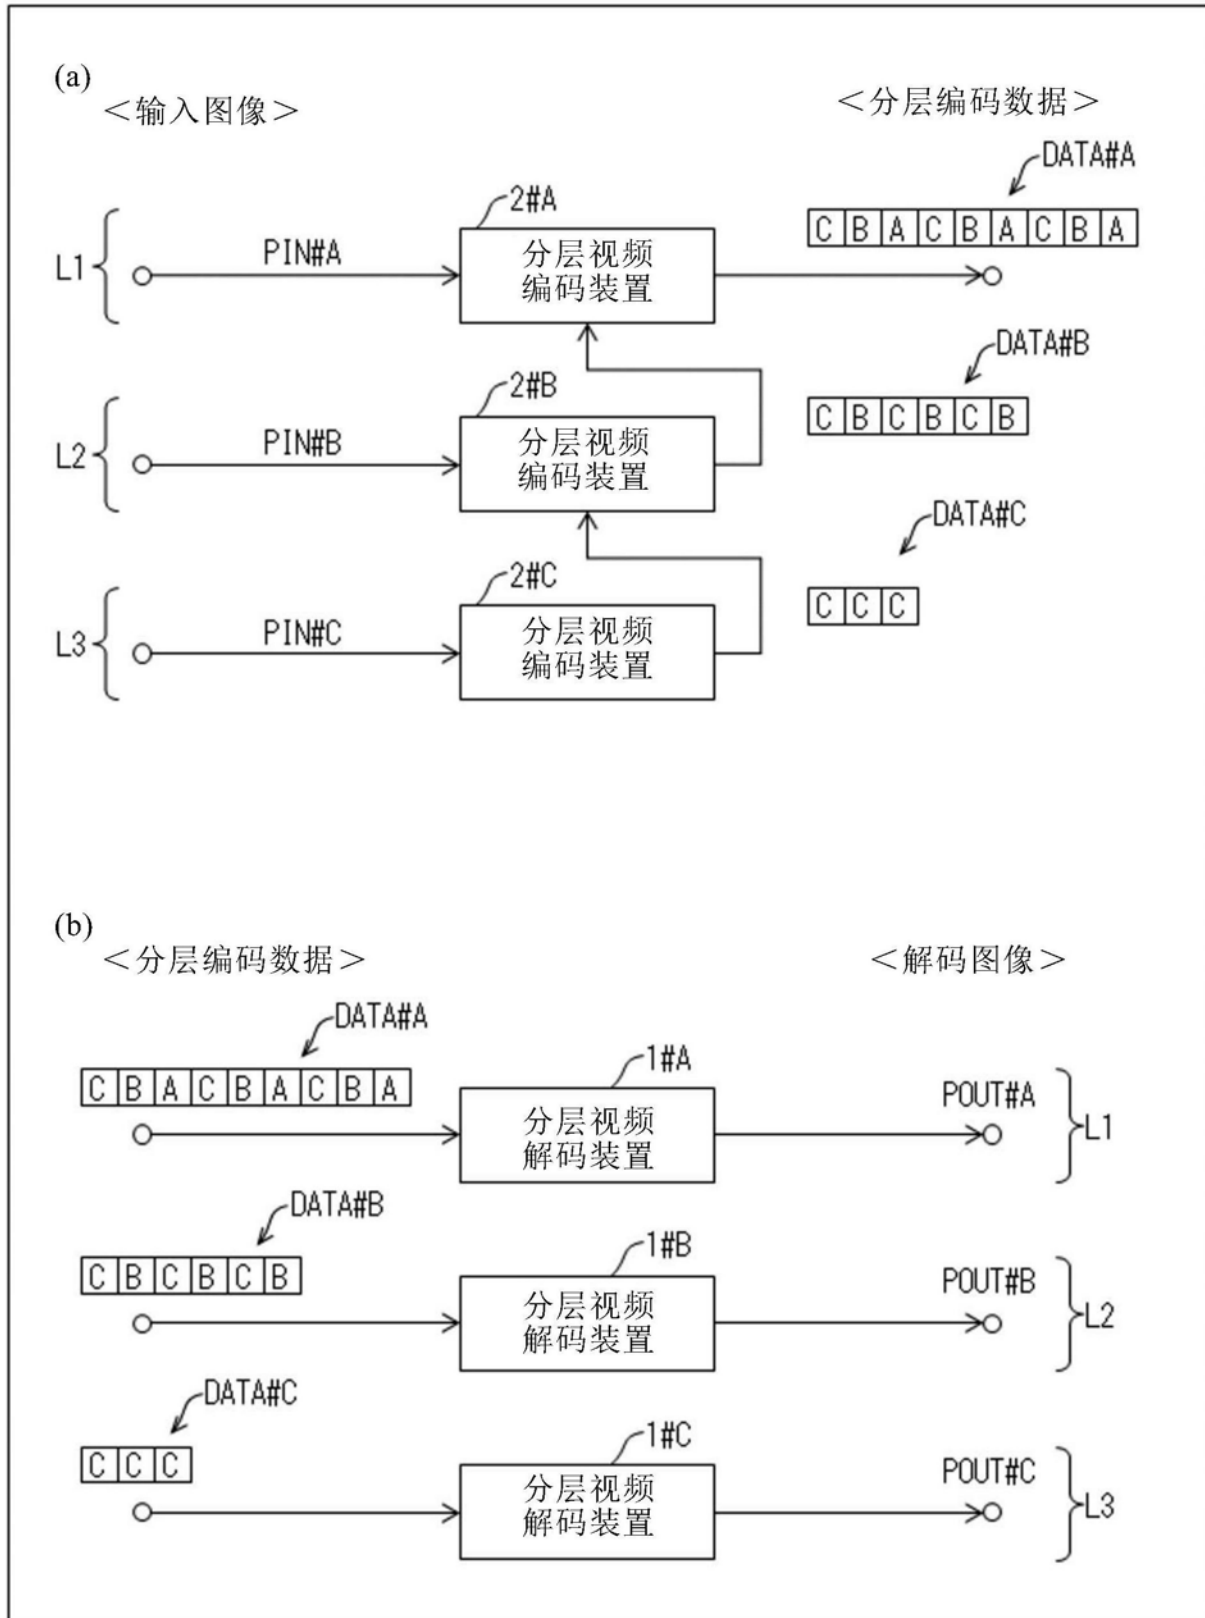 (a)
<输入图像>
<分层编码数据>
DATA#A
C B A C B A C B A
2#A
L1
PIN#A
分层视频
编码装置
DATA#B
C B C B C B
2#B
L2
PIN#B
分层视频
编码装置
DATA#C
C C C
2#C
L3
PIN#C
分层视频
编码装置
(b)
<分层编码数据>
<解码图像>
DATA#A
C B A C B A C B A
1#A
分层视频
解码装置
POUT#A
L1
DATA#B
C B C B C B
1#B
分层视频
解码装置
POUT#B
L2
DATA#C
C C C
1#C
分层视频
解码装置
POUT#C
L3